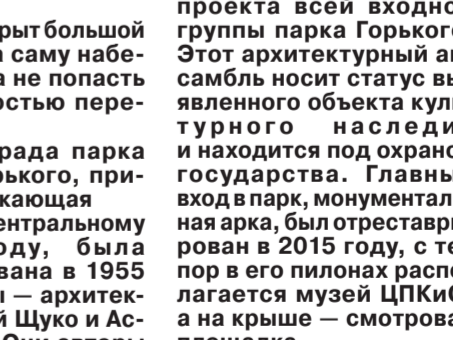 рыт большой
саму набе-
не попасть
остью пере-
рада парка
рького, при-
кающая
ентральному
оду, была
вана в 1955
— архитек-
й Щуко и Ас-
проекта всей входно
группы парка Горьког
Этот архитектурный а
самбль носит статус вы
явленного объекта кул
турного наследи
и находится под охрано
государства. Главны
вход в парк, монументал
ная арка, был отреставри
рован в 2015 году, с те
пор в его пилонах распо
лагается музей ЦПКиО
а на крыше — смотрова
площадка